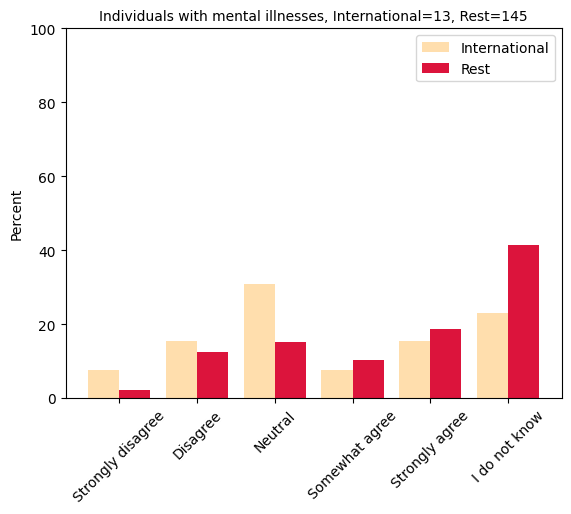 Individuals with mental illnesses, International=13, Rest=145
100
80
60
40
20
0
Percent
International
Rest
Strongly disagree
Disagree
Neutral
Somewhat agree
Strongly agree
I do not know